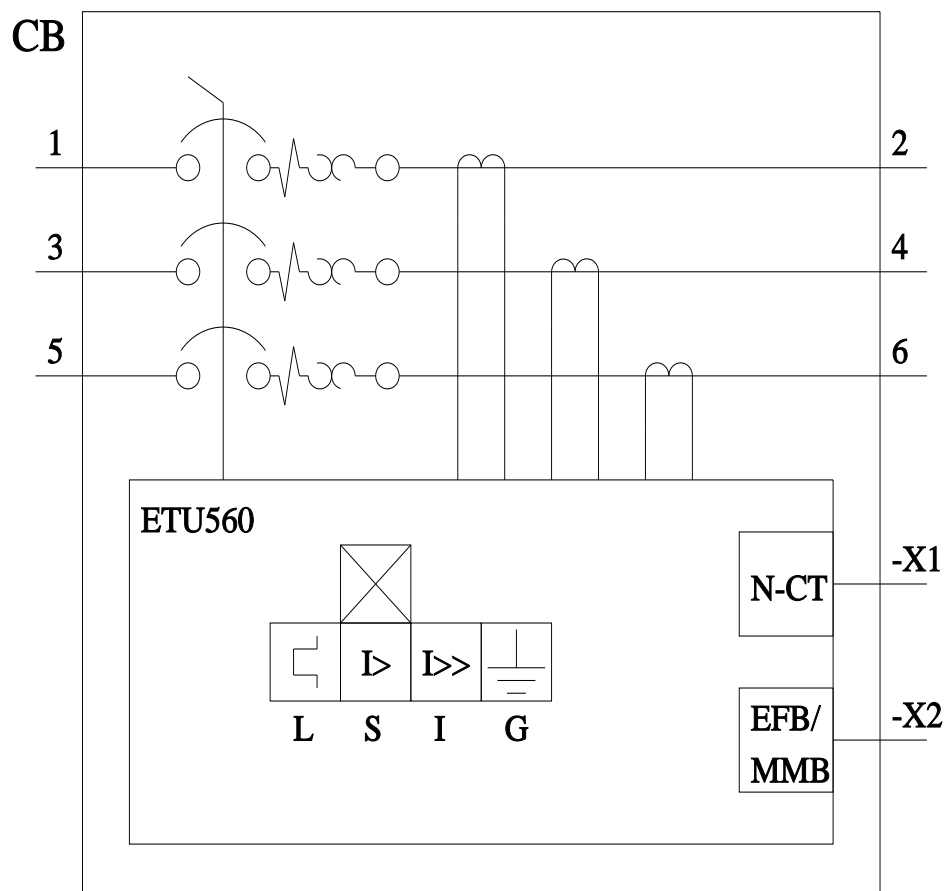 CB
1 2
3 4
5 6
ETU560
-X1
N-CT
I> I>>
L S I G
-X2
EFB/
MMB